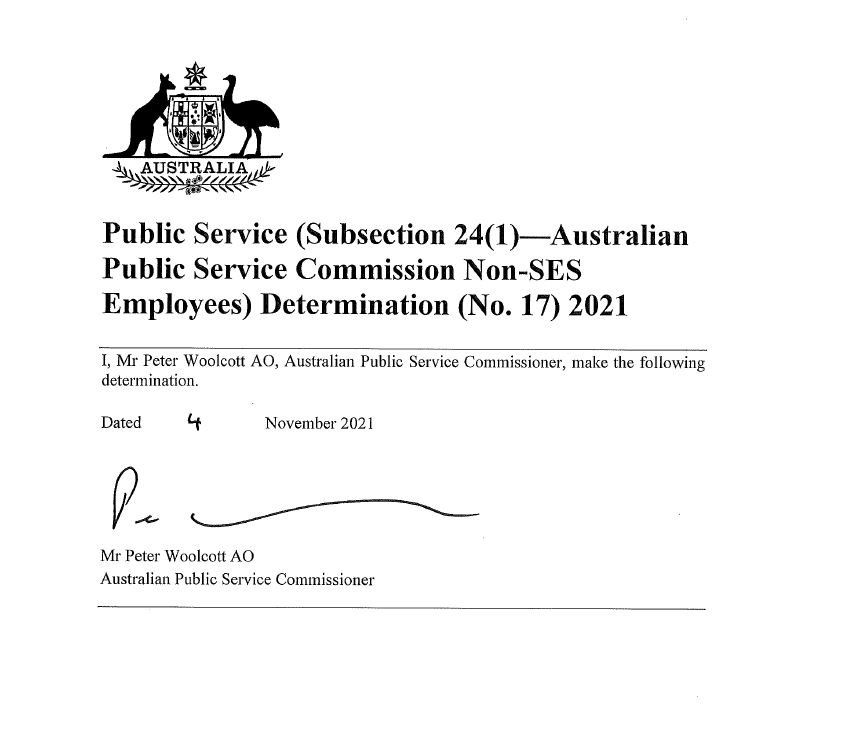 AUSTRALIA
Public Service (Subsection 24(1)—Australian
Public Service Commission Non-SES
Employees) Determination (No. 17) 2021
I, Mr Peter Woolcott AO, Australian Public Service Commissioner, make the following
determination.
Dated 4 November 2021
Mr Peter Woolcott AO
Australian Public Service Commissioner